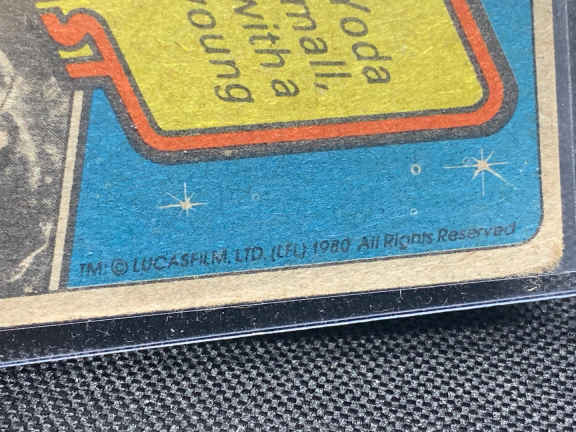 Yoda
small,
with a
young
TM: © LUCASFILM, LTD. (LFL) 1980 All Rights Reserved